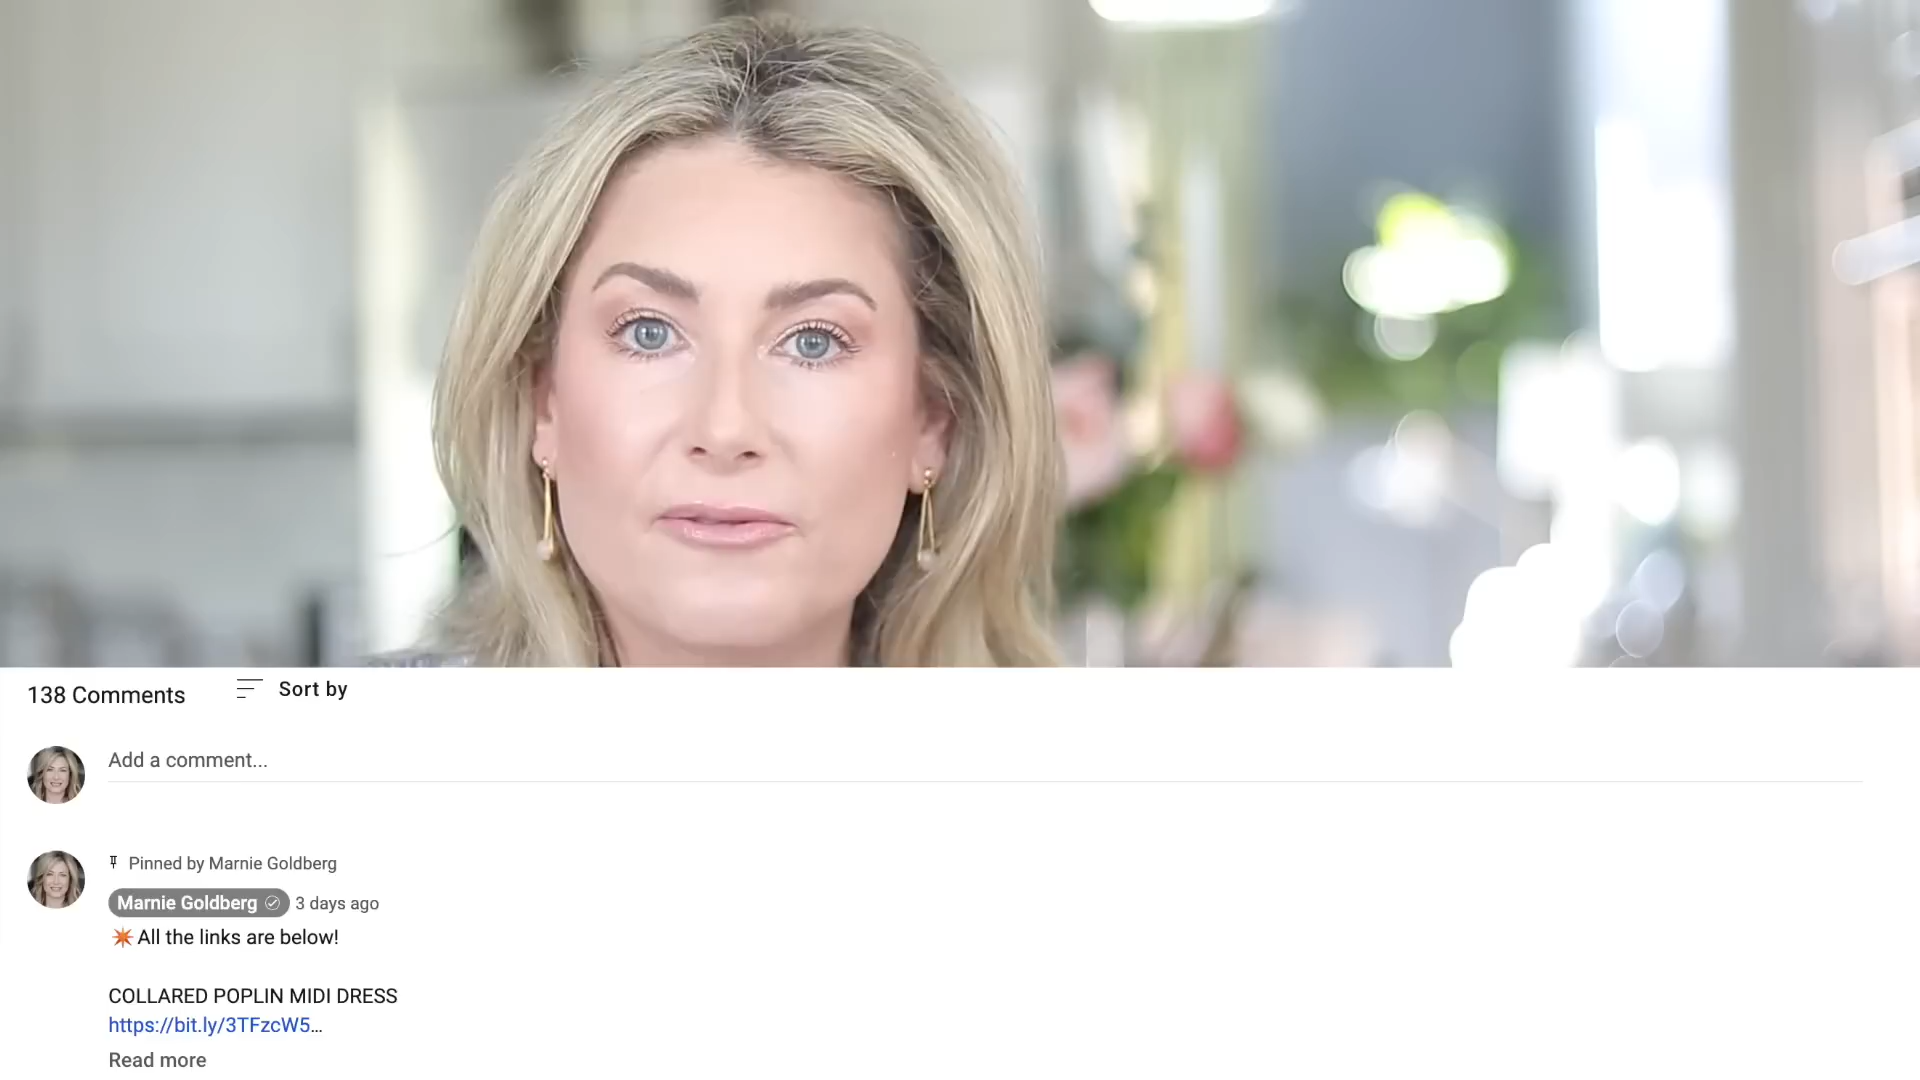 138 Comments
Sort by
Add a comment...
Pinned by Marnie Goldberg
Marnie Goldberg 3 days ago
💥All the links are below!
COLLARED POPLIN MIDI DRESS
https://bit.ly/3TFzcW5...
Read more